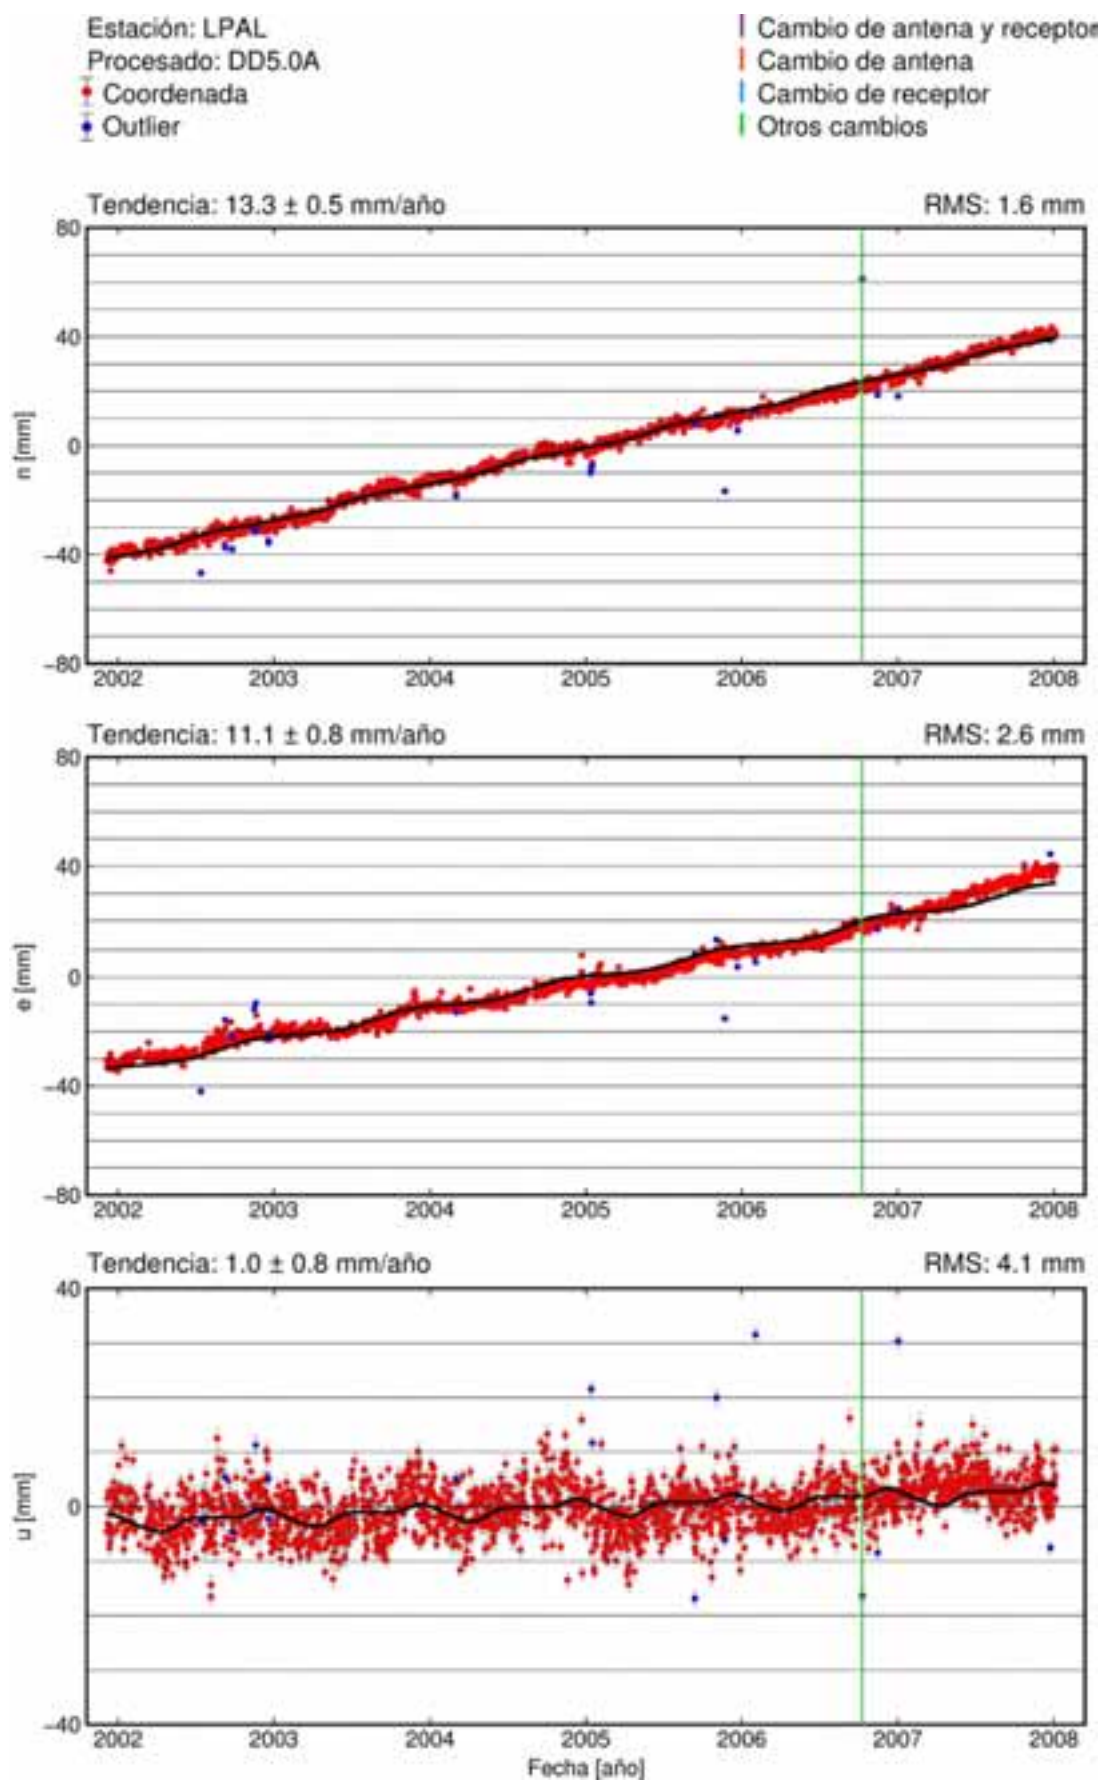 Estación: LPAL
Procesado: DD5.0A
Coordenada
Outlier
Cambio de antena y receptor
Cambio de antena
Cambio de receptor
Otros cambios
Tendencia: 13.3 ± 0.5 mm/año RMS: 1.6 mm
80
40
0
−40
−80
n [mm]
2002 2003 2004 2005 2006 2007 2008
Tendencia: 11.1 ± 0.8 mm/año RMS: 2.6 mm
80
40
0
−40
−80
e [mm]
2002 2003 2004 2005 2006 2007 2008
Tendencia: 1.0 ± 0.8 mm/año RMS: 4.1 mm
40
20
0
−20
−40
u [mm]
2002 2003 2004 2005 2006 2007 2008
Fecha [año]